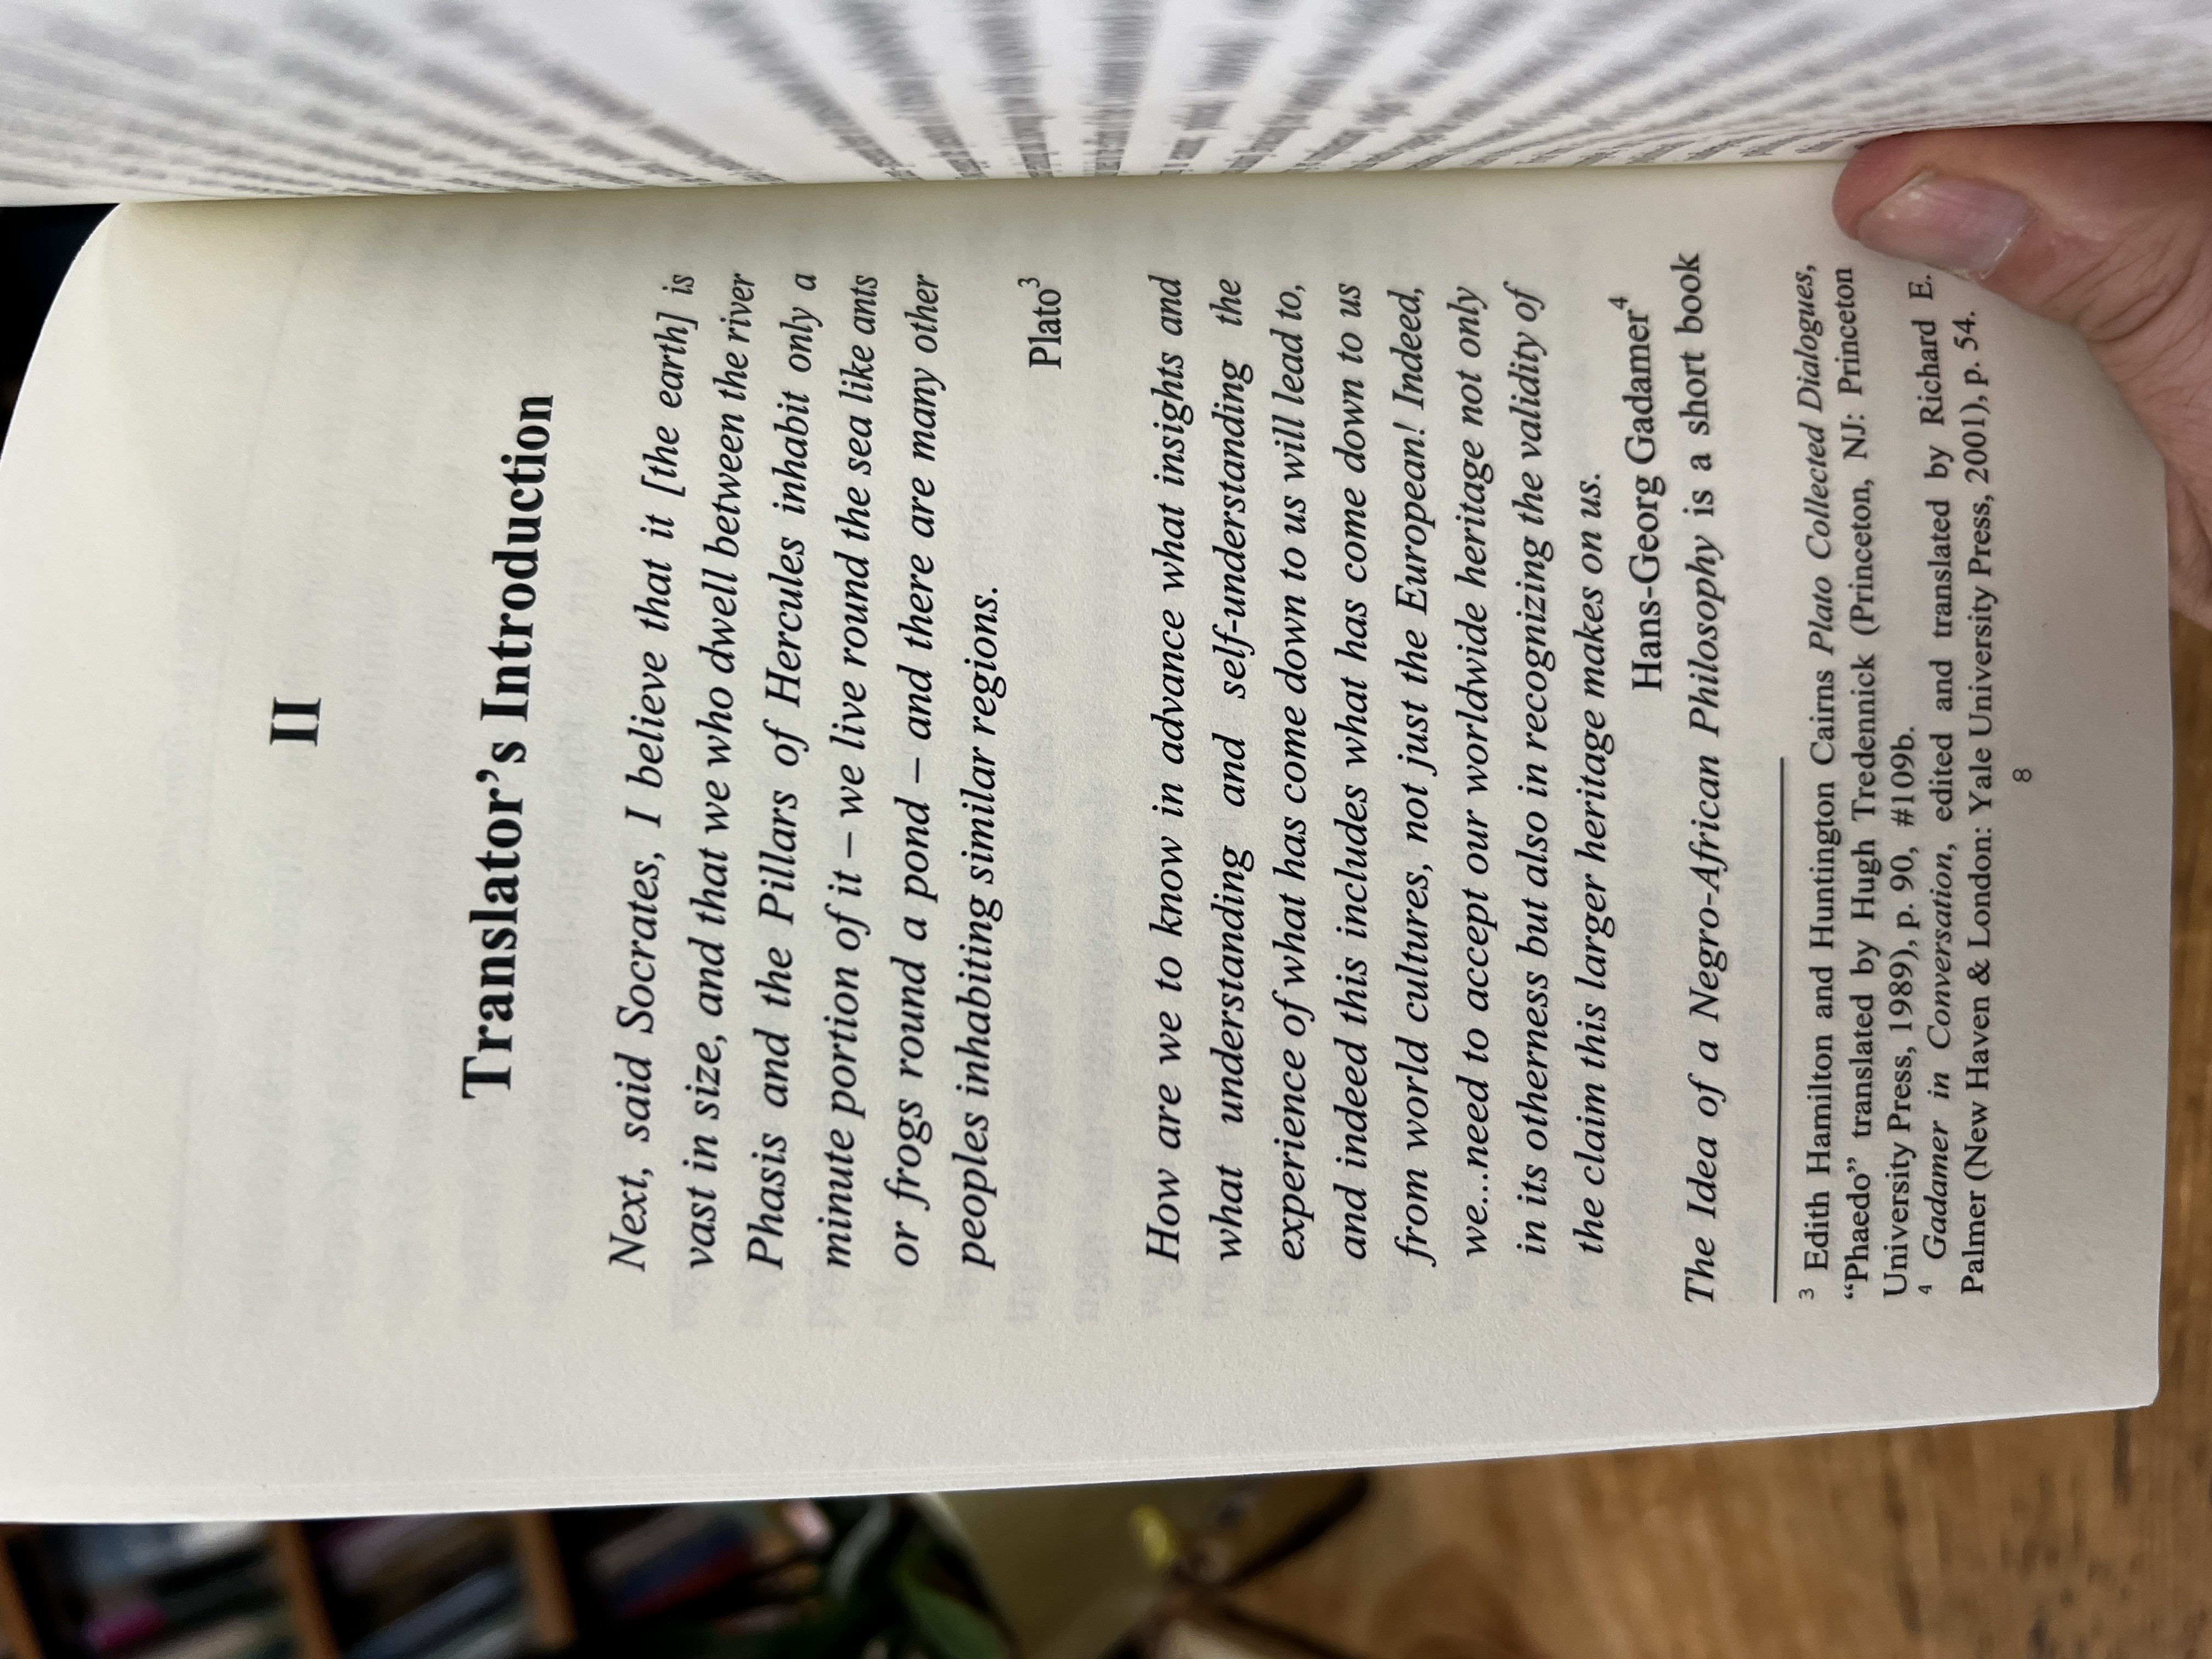 II
Translator's Introduction
Next, said Socrates, I believe that it [the earth] is
vast in size, and that we who dwell between the river
Phasis and the Pillars of Hercules inhabit only a
minute portion of it – we live round the sea like ants
or frogs round a pond – and there are many other
peoples inhabiting similar regions.
Plato³
How are we to know in advance what insights and
what understanding and self-understanding the
experience of what has come down to us will lead to,
and indeed this includes what has come down to us
from world cultures, not just the European! Indeed,
we...need to accept our worldwide heritage not only
in its otherness but also in recognizing the validity of
the claim this larger heritage makes on us.
Hans-Georg Gadamer⁴
The Idea of a Negro-African Philosophy is a short book
³ Edith Hamilton and Huntington Cairns Plato Collected Dialogues,
“Phaedo” translated by Hugh Tredennick (Princeton, NJ: Princeton
University Press, 1989), p. 90, #109b.
⁴ Gadamer in Conversation, edited and translated by Richard E.
Palmer (New Haven & London: Yale University Press, 2001), p. 54.
8